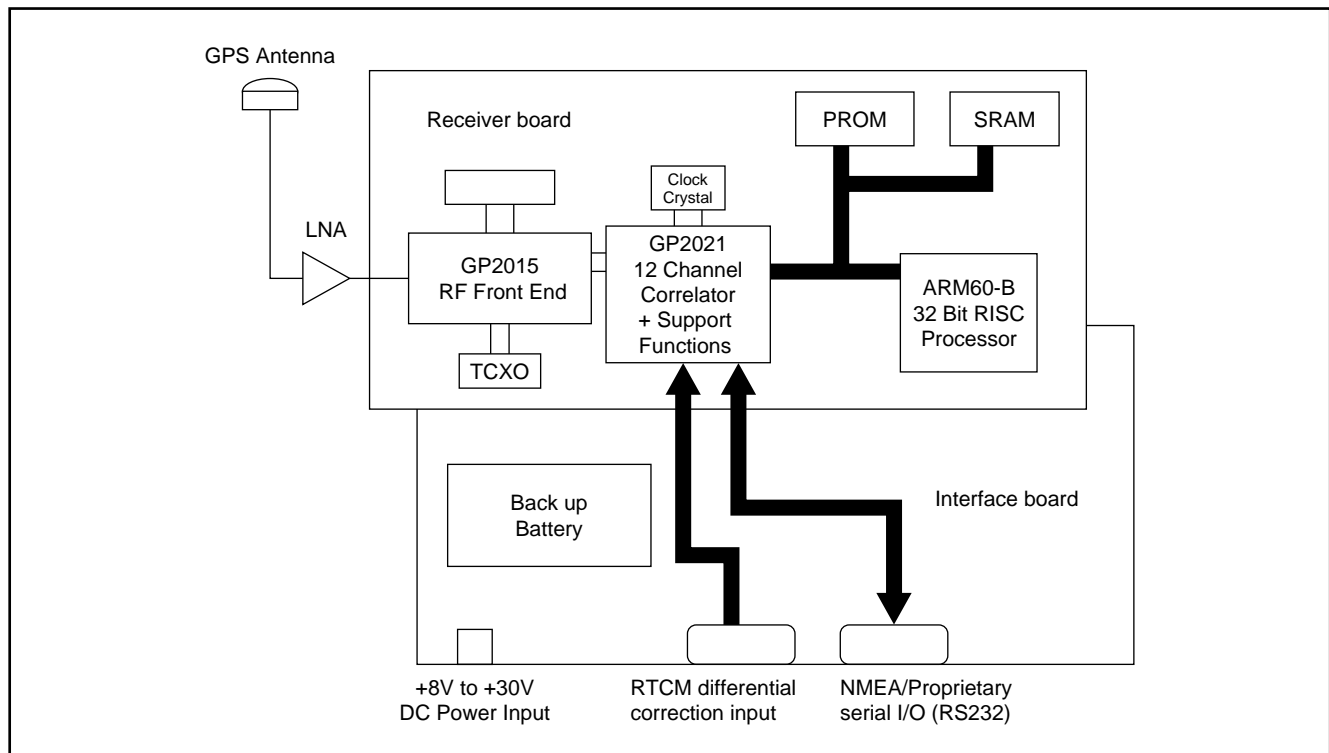 GPS Antenna
Receiver board
PROM
SRAM
Clock
Crystal
LNA
GP2015
RF Front End
GP2021
12 Channel
Correlator
+ Support
Functions
ARM60-B
32 Bit RISC
Processor
TCXO
Back up
Battery
Interface board
+8V to +30V
DC Power Input
RTCM differential
correction input
NMEA/Proprietary
serial I/O (RS232)